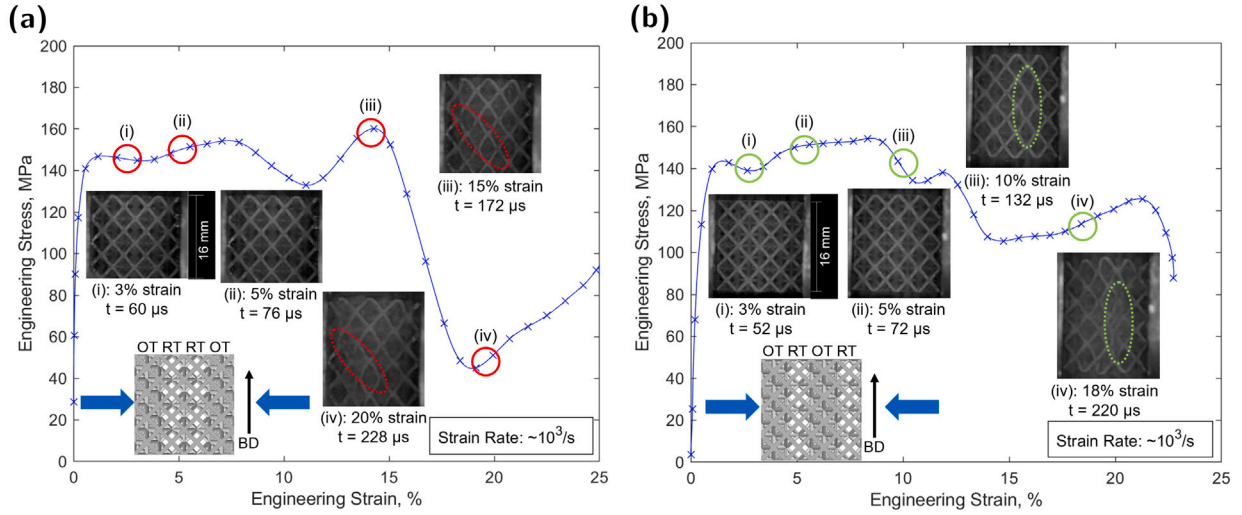 (a)
200
180
160
140
120
100
80
60
40
20
0
Engineering Stress, MPa
0 5 10 15 20 25
Engineering Strain, %
(i)
(ii)
(iii)
(iv)
16 mm
(i): 3% strain
t = 60 µs
(ii): 5% strain
t = 76 µs
(iii): 15% strain
t = 172 µs
(iv): 20% strain
t = 228 µs
OT RT RT OT
BD
Strain Rate: ~10³/s
(b)
200
180
160
140
120
100
80
60
40
20
0
Engineering Stress, MPa
0 5 10 15 20 25
Engineering Strain, %
(i)
(ii)
(iii)
(iv)
16 mm
(i): 3% strain
t = 52 µs
(ii): 5% strain
t = 72 µs
(iii): 10% strain
t = 132 µs
(iv): 18% strain
t = 220 µs
OT RT OT RT
BD
Strain Rate: ~10³/s